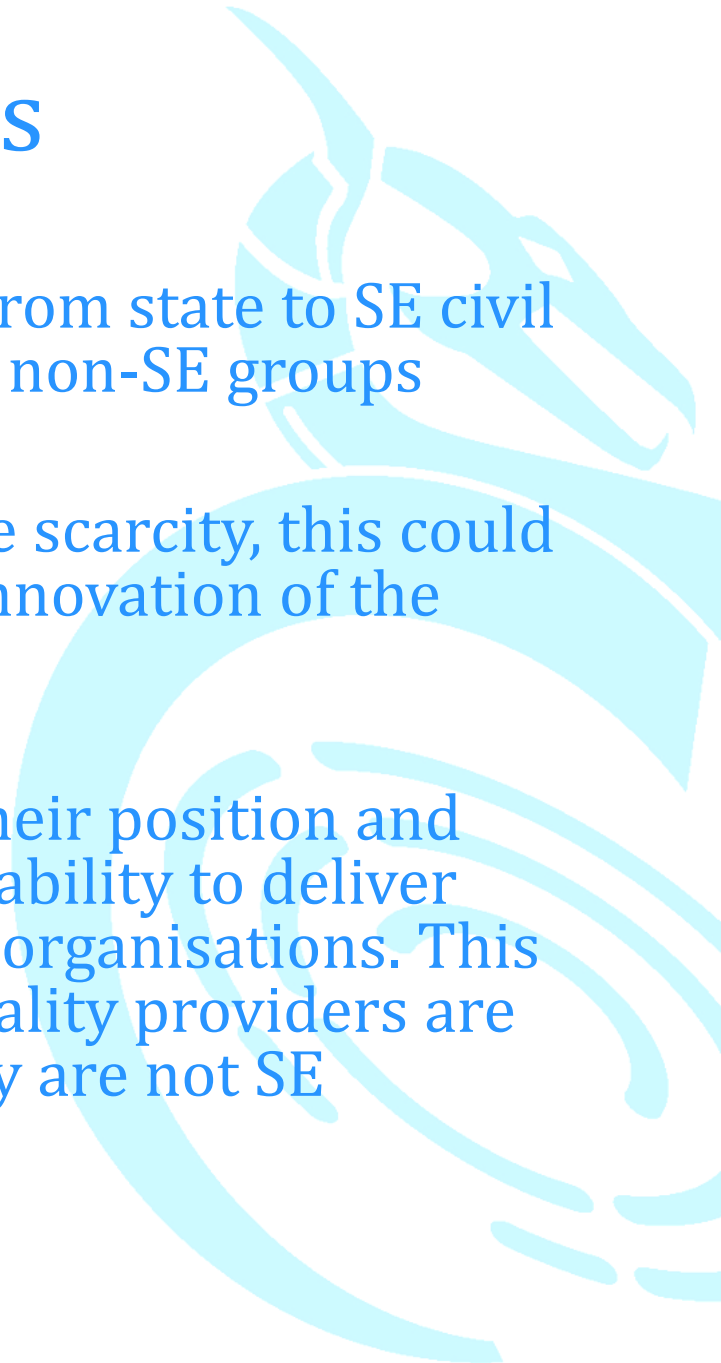 s
rom state to SE civil
non-SE groups
e scarcity, this could
nnovation of the
heir position and
ability to deliver
organisations. This
ality providers are
y are not SE